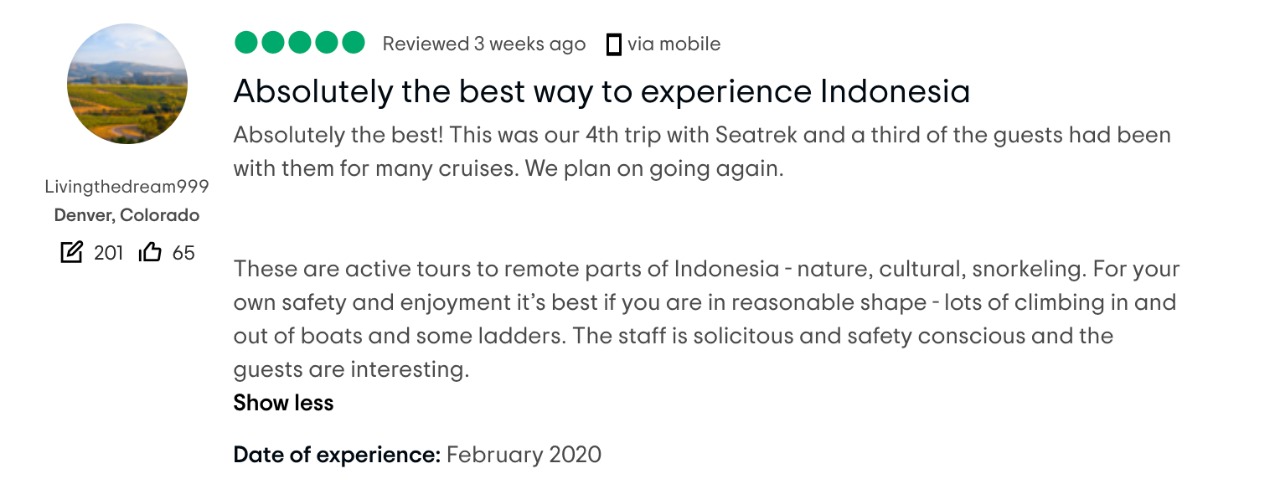 Reviewed 3 weeks ago via mobile
Absolutely the best way to experience Indonesia
Absolutely the best! This was our 4th trip with Seatrek and a third of the guests had been
with them for many cruises. We plan on going again.
Livingthedream999
Denver, Colorado
201 65
These are active tours to remote parts of Indonesia - nature, cultural, snorkeling. For your
own safety and enjoyment it’s best if you are in reasonable shape - lots of climbing in and
out of boats and some ladders. The staff is solicitous and safety conscious and the
guests are interesting.
Show less
Date of experience: February 2020